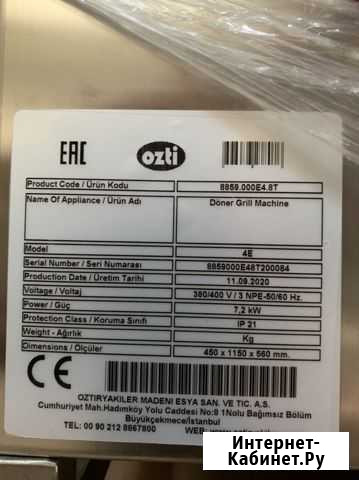 EAC ozti
Product Code / Ürün Kodu 8859.000E4.8T
Name Of Appliance / Ürün Adı Döner Grill Machine
Model 4E
Serial Number / Seri Numarası 8859000E48T200084
Production Date / Üretim Tarihi 11.09.2020
Voltage / Voltaj 380/400 V / 3 NPE-50/60 Hz.
Power / Güç 7,2 kW
Protection Class / Koruma Sınıfı IP 21
Weight - Ağırlık Kg
Dimensions / Ölçüler 450 x 1150 x 560 mm.
CE
OZTIRYAKILER MADENI ESYA SAN. VE TIC. A.S.
Cumhuriyet Mah.Hadımköy Yolu Caddesi No:8 1Nolu Bağımsız Bölüm
Büyükçekmece/İstanbul
TEL: 00 90 212 8867800 WEB:
Интернет-
Кабинет.Ру